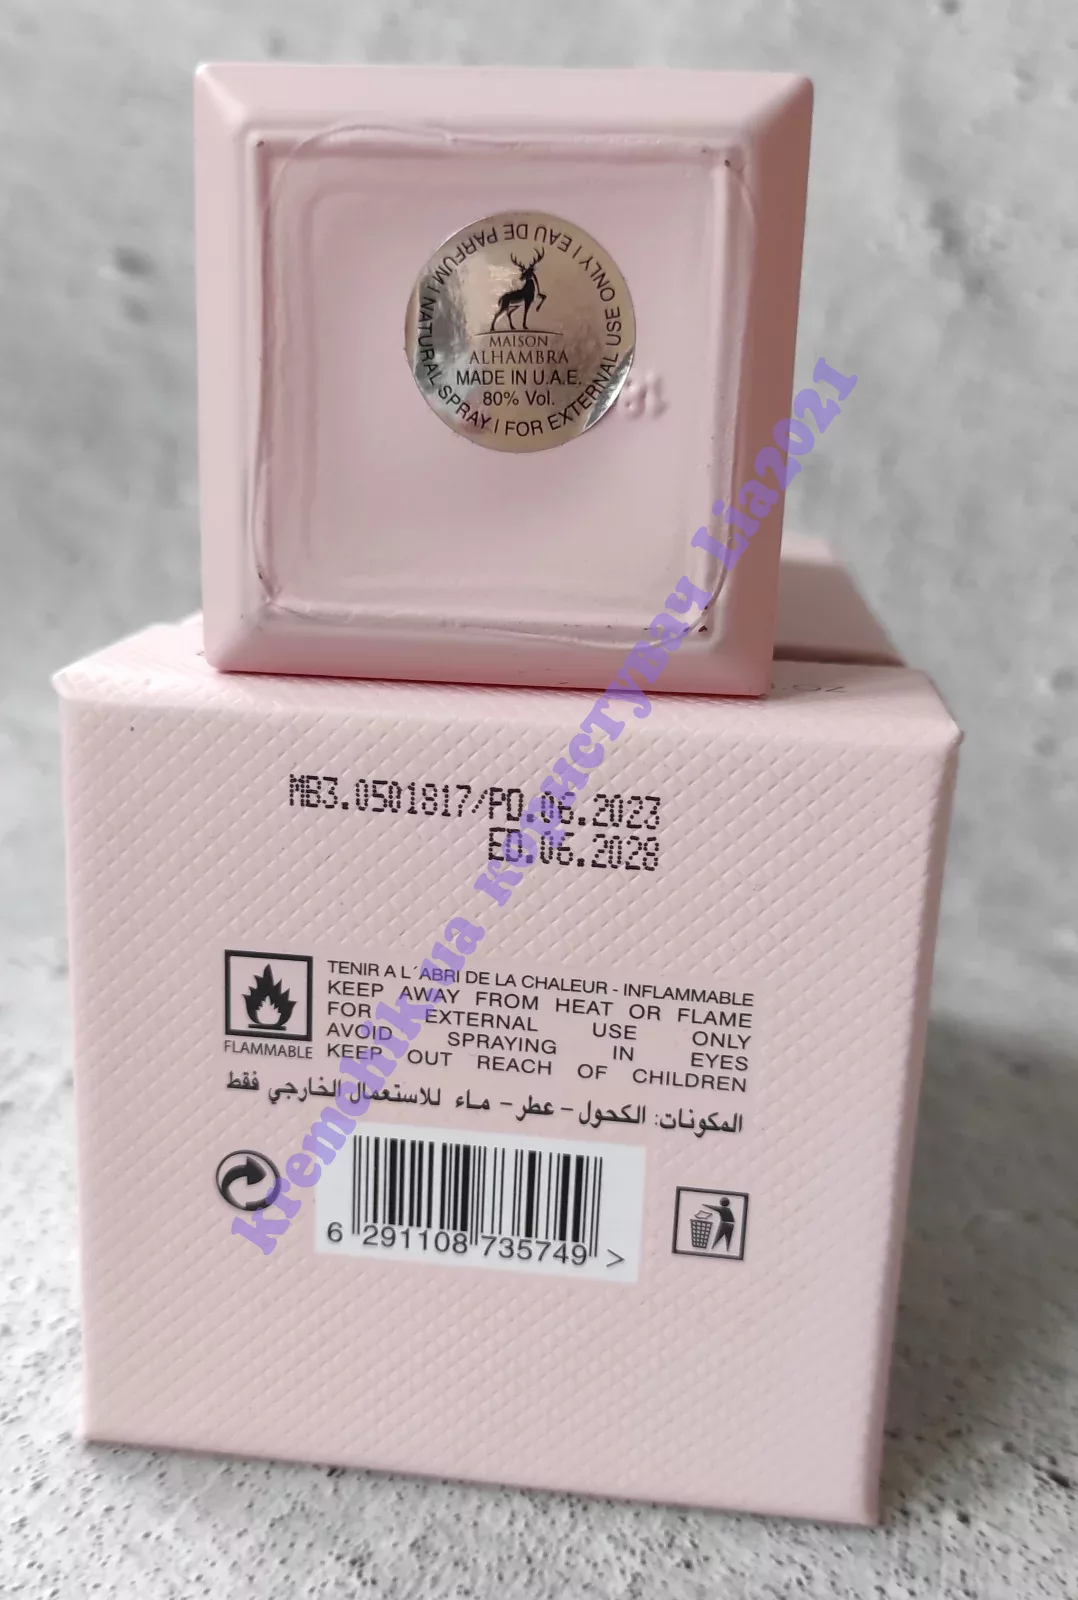 EAU DE PARFUM | NATURAL SPRAY | FOR EXTERNAL USE ONLY |
MAISON
ALHAMBRA
MADE IN U.A.E.
80% Vol.
MB3.0501817/PD.06.2023
ED.06.2028
TENIR A L´ABRI DE LA CHALEUR - INFLAMMABLE
KEEP AWAY FROM HEAT OR FLAME
FOR EXTERNAL USE ONLY
AVOID SPRAYING IN EYES
KEEP OUT REACH OF CHILDREN
FLAMMABLE
المكونات: الكحول - عطر - ماء للاستعمال الخارجي فقط
6 291108 735749 >
kremchik.ua користувач Lia2021